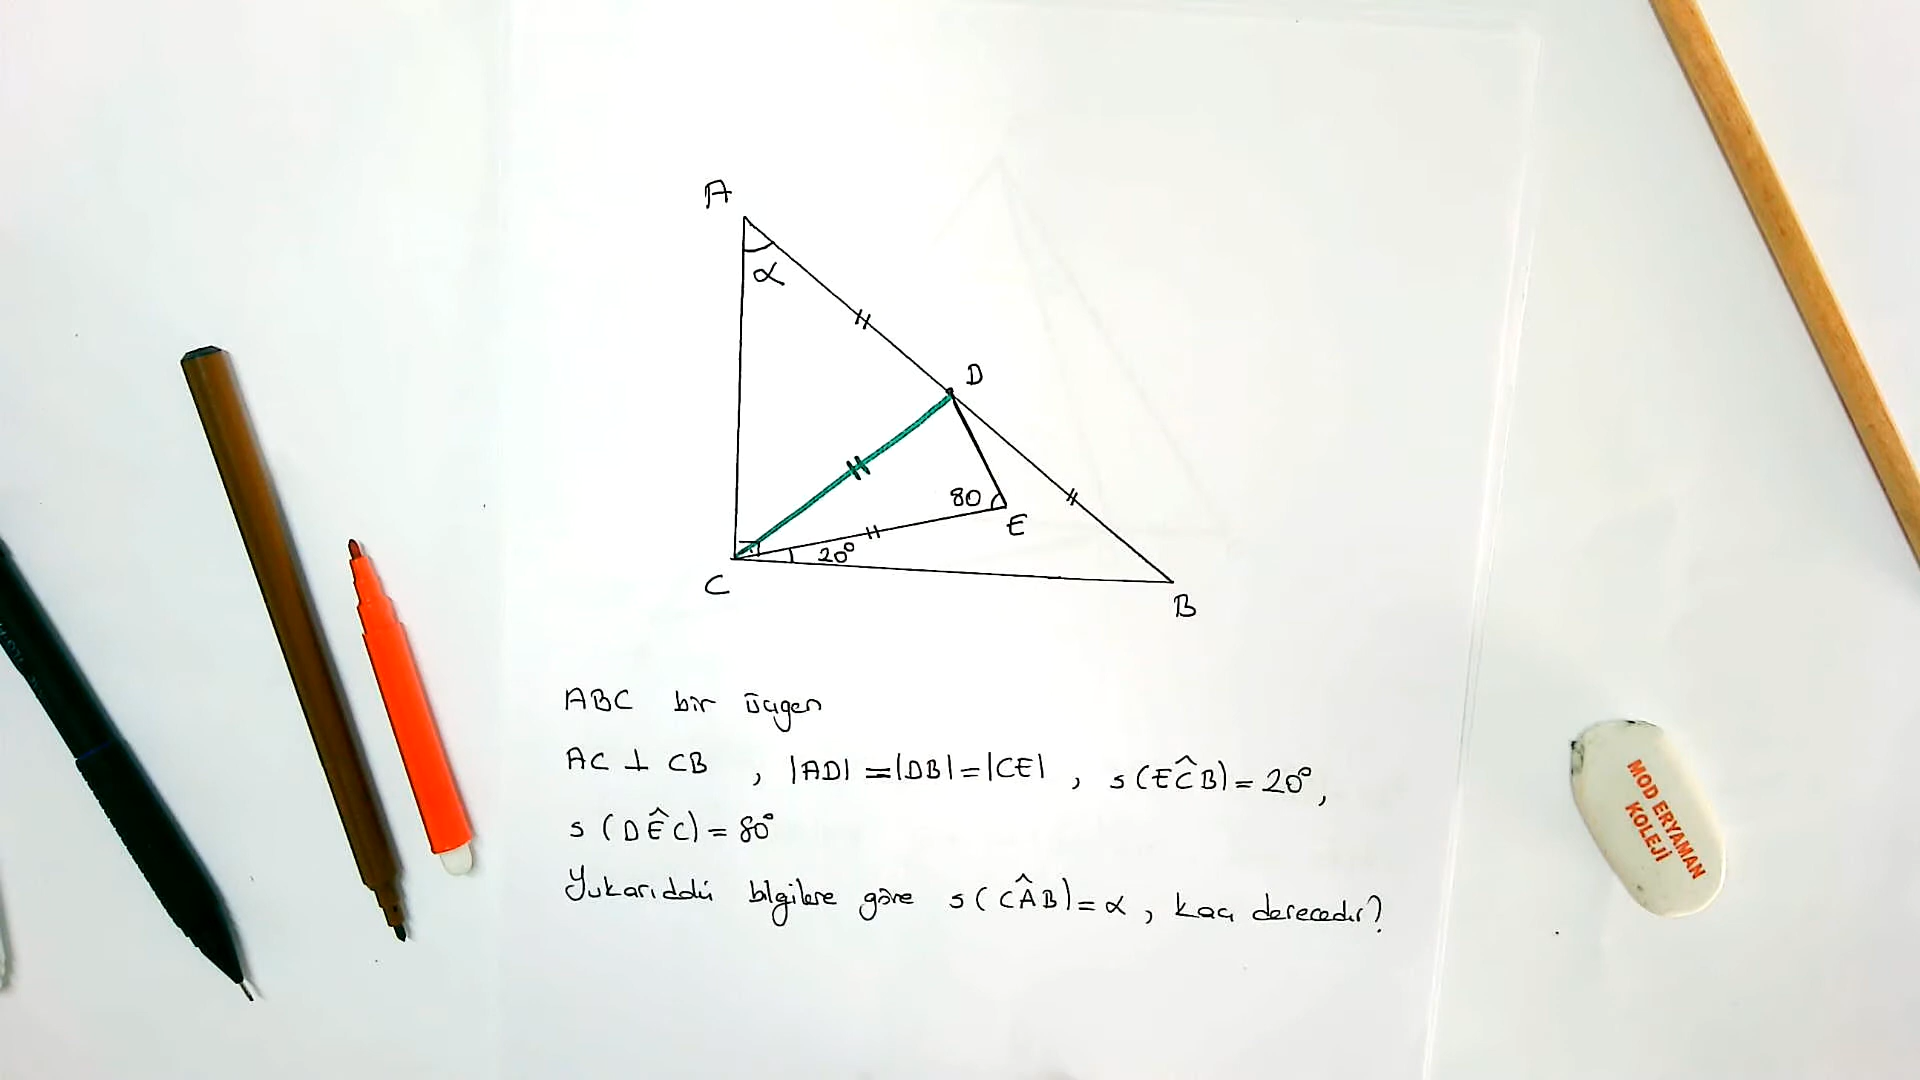 A
α
D
80
E
20°
C
B
ABC bir üçgen
AC ⊥ CB , |AD| = |DB| = |CE| , s(EĈB) = 20°,
s(DÊC) = 80°
Yukarıdaki bilgilere göre s(CÂB) = α , kaç derecedir?
MOD ERYAMAN
KOLEJİ